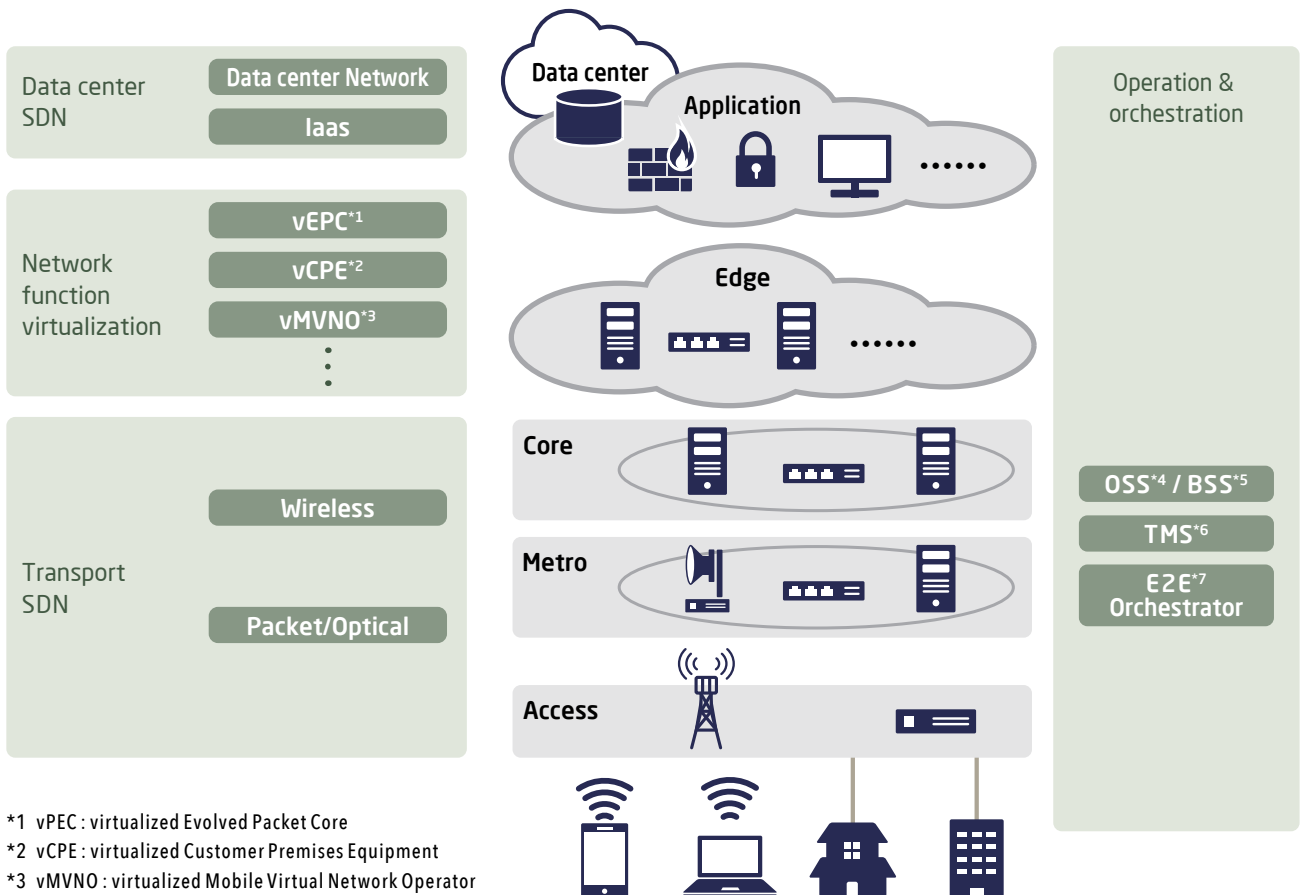 Data center
SDN
Data center Network
Iaas
Network
function
virtualization
vEPC*1
vCPE*2
vMVNO*3
Transport
SDN
Wireless
Packet/Optical
Data center
Application
......
Edge
......
Core
Metro
Access
Operation &
orchestration
OSS*4 / BSS*5
TMS*6
E2E*7
Orchestrator
*1 vPEC : virtualized Evolved Packet Core
*2 vCPE : virtualized Customer Premises Equipment
*3 vMVNO : virtualized Mobile Virtual Network Operator